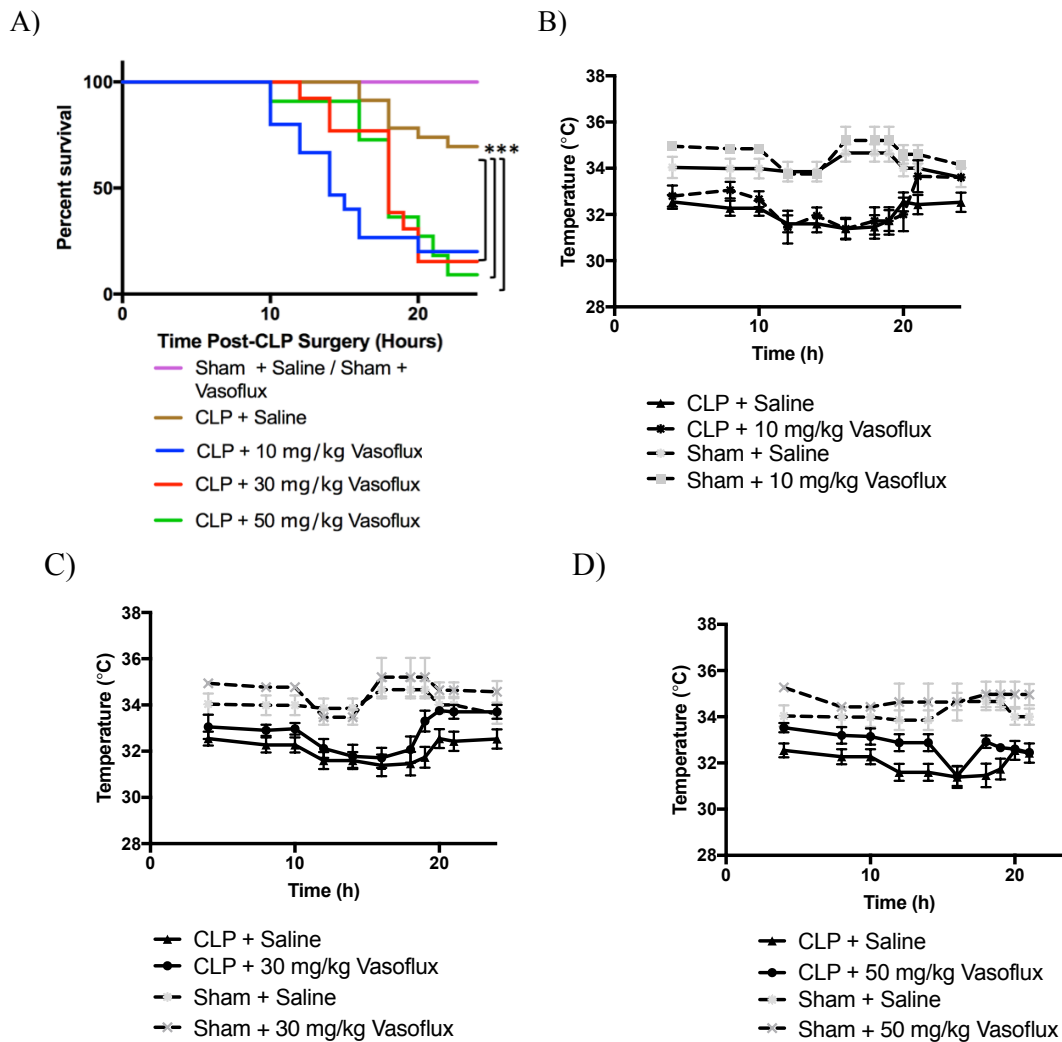 A)
100
50
0
Percent survival
***
0 10 20
Time Post-CLP Surgery (Hours)
Sham + Saline / Sham +
Vasoflux
CLP + Saline
CLP + 10 mg/kg Vasoflux
CLP + 30 mg/kg Vasoflux
CLP + 50 mg/kg Vasoflux
B)
38
36
34
32
30
28
Temperature (°C)
0 10 20
Time (h)
CLP + Saline
CLP + 10 mg/kg Vasoflux
Sham + Saline
Sham + 10 mg/kg Vasoflux
C)
38
36
34
32
31
28
Temperature (°C)
0 10 20
Time (h)
CLP + Saline
CLP + 30 mg/kg Vasoflux
Sham + Saline
Sham + 30 mg/kg Vasoflux
D)
38
36
34
32
30
28
Temperature (°C)
0 10 20
Time (h)
CLP + Saline
CLP + 50 mg/kg Vasoflux
Sham + Saline
Sham + 50 mg/kg Vasoflux